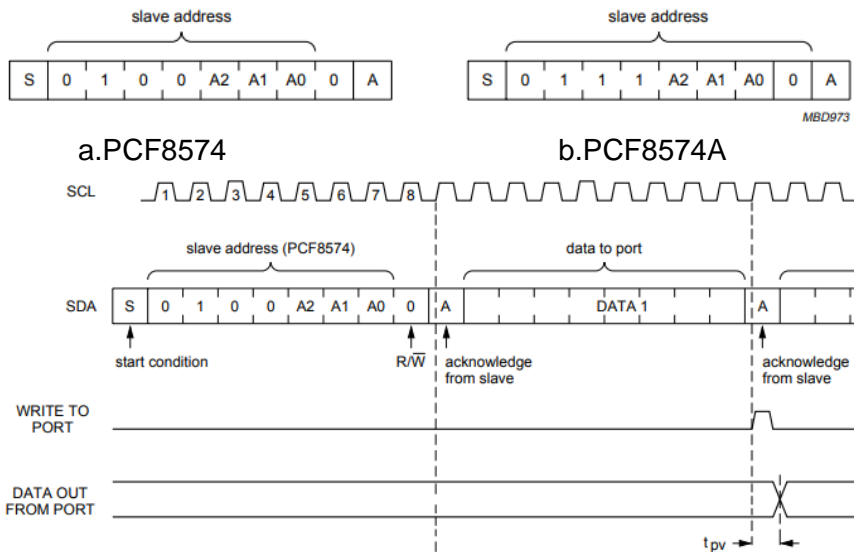 slave address slave address
S 0 1 0 0 A2 A1 A0 0 A S 0 1 1 1 A2 A1 A0 0 A
MBD973
a.PCF8574 b.PCF8574A
SCL 1 2 3 4 5 6 7 8
slave address (PCF8574) data to port
SDA S 0 1 0 0 A2 A1 A0 0 A DATA 1 A
start condition R/W̅ acknowledge from slave acknowledge from slave
WRITE TO
PORT
DATA OUT
FROM PORT
tpv